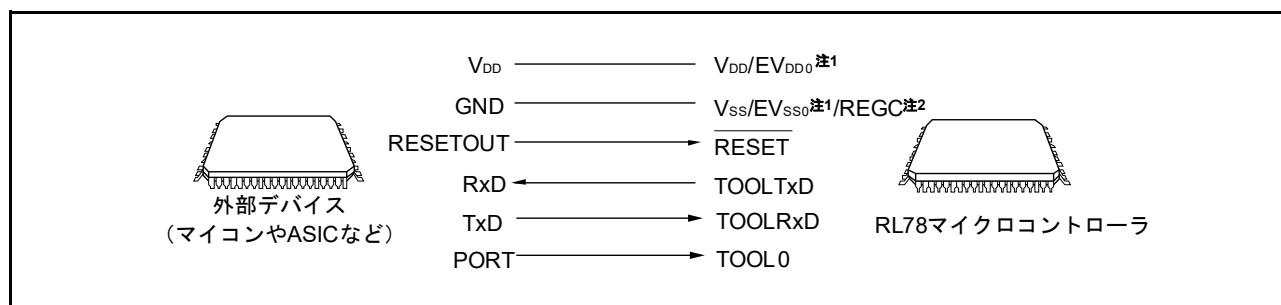 VDD VDD/EVDD0注1
GND VSS/EVSS0注1/REGC注2
RESETOUT RESET
RxD TOOLTxD
TxD TOOLRxD
PORT TOOL0
外部デバイス
（マイコンやASICなど）
RL78マイクロコントローラ